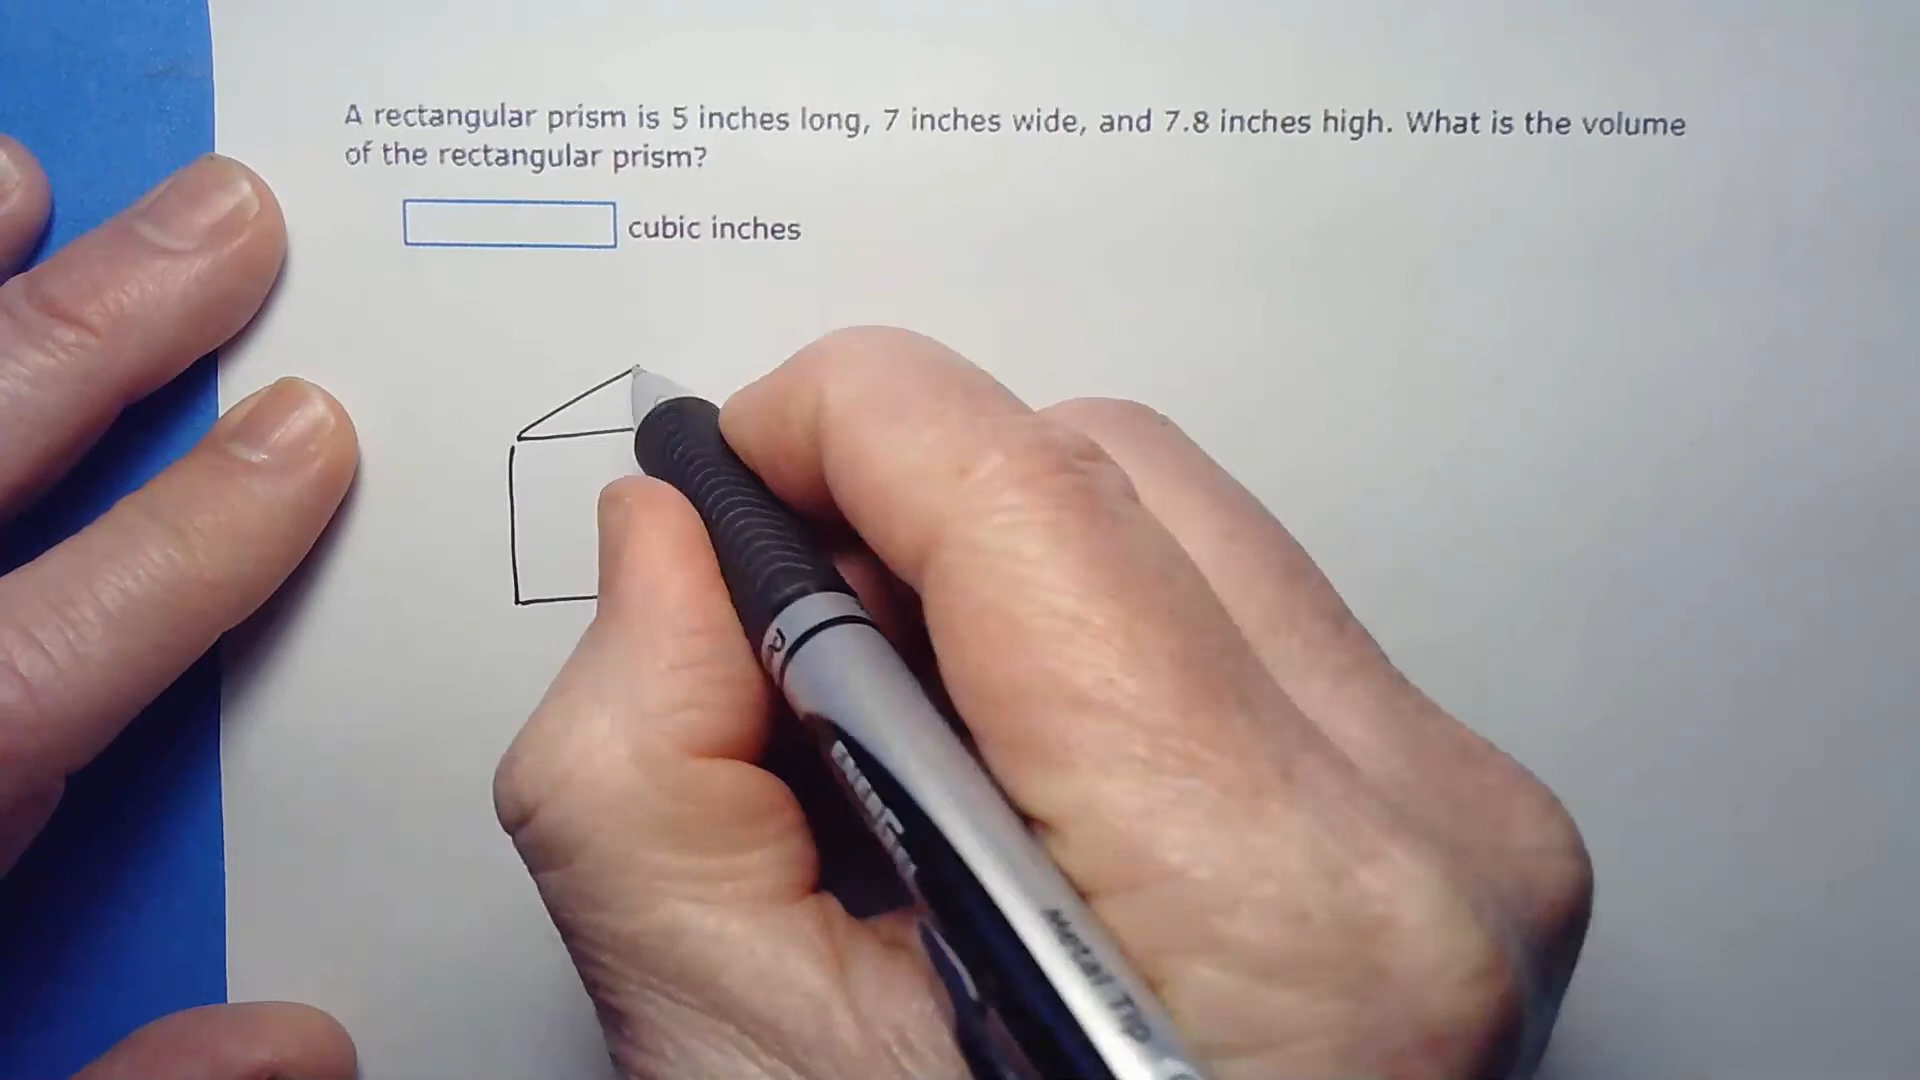 A rectangular prism is 5 inches long, 7 inches wide, and 7.8 inches high. What is the volume
of the rectangular prism?
cubic inches
R
Metal Tip